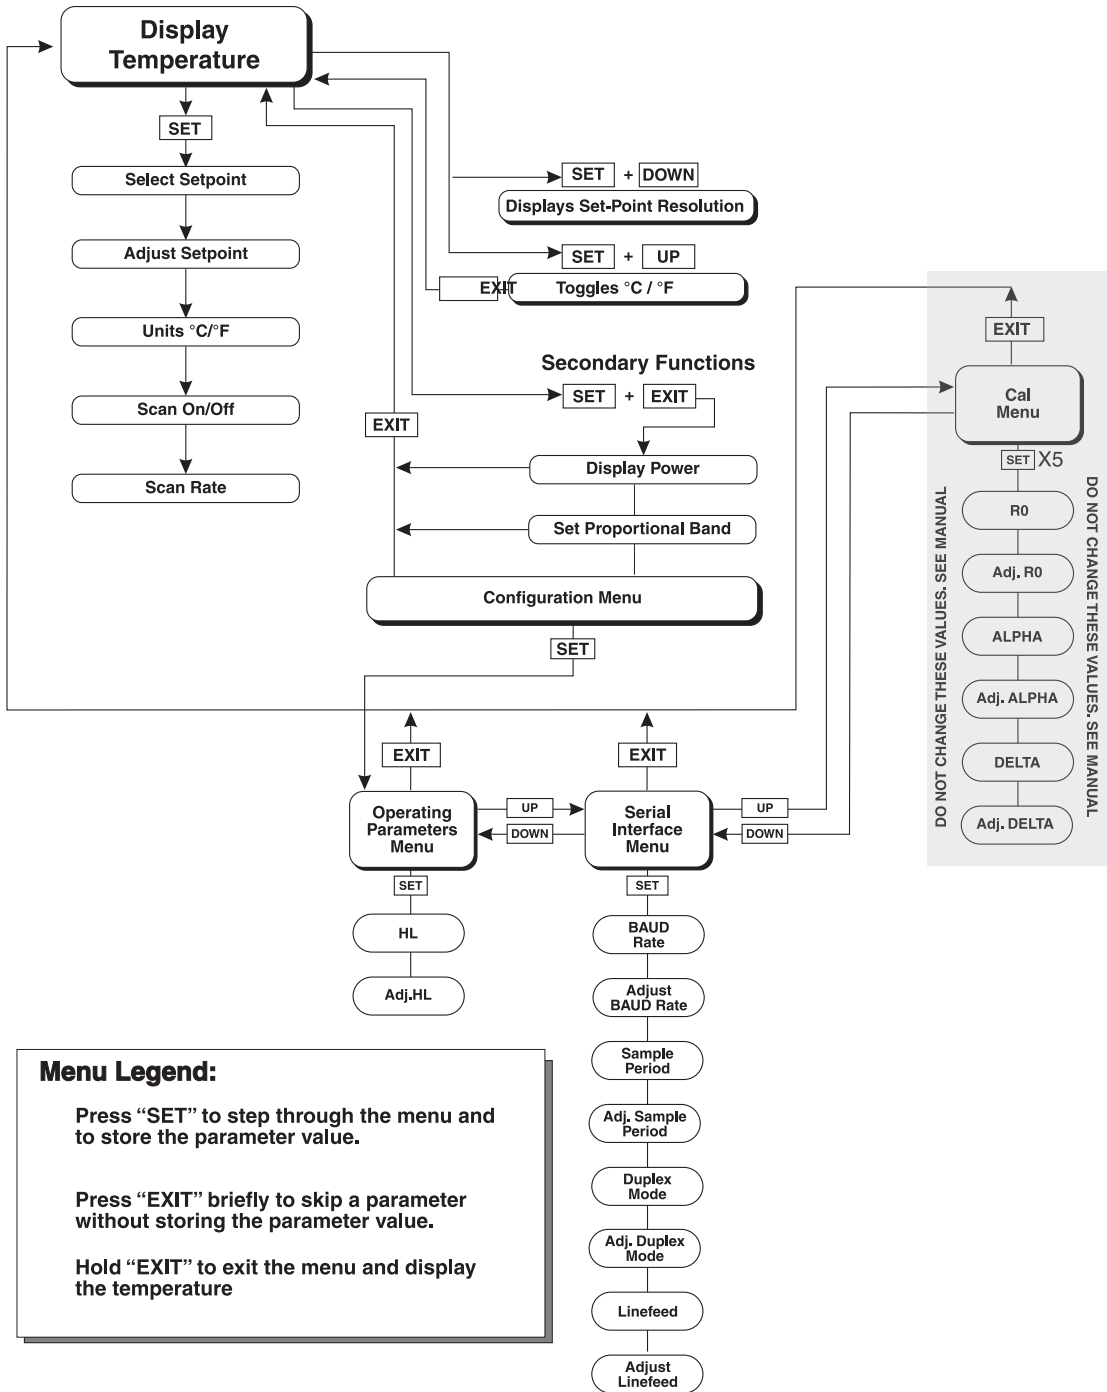 Display
Temperature
SET
Select Setpoint
Adjust Setpoint
Units °C/°F
Scan On/Off
Scan Rate
SET + DOWN
Displays Set-Point Resolution
SET + UP
EXIT
Toggles °C / °F
Secondary Functions
SET + EXIT
EXIT
Display Power
Set Proportional Band
Configuration Menu
SET
EXIT
Cal
Menu
SET X5
R0
Adj. R0
ALPHA
Adj. ALPHA
DELTA
Adj. DELTA
DO NOT CHANGE THESE VALUES. SEE MANUAL
DO NOT CHANGE THESE VALUES. SEE MANUAL
EXIT
Operating
Parameters
Menu
UP
DOWN
EXIT
Serial
Interface
Menu
UP
DOWN
SET
HL
Adj.HL
SET
BAUD
Rate
Adjust
BAUD Rate
Sample
Period
Adj. Sample
Period
Duplex
Mode
Adj. Duplex
Mode
Linefeed
Adjust
Linefeed
Menu Legend:
Press “SET” to step through the menu and
to store the parameter value.
Press “EXIT” briefly to skip a parameter
without storing the parameter value.
Hold “EXIT” to exit the menu and display
the temperature